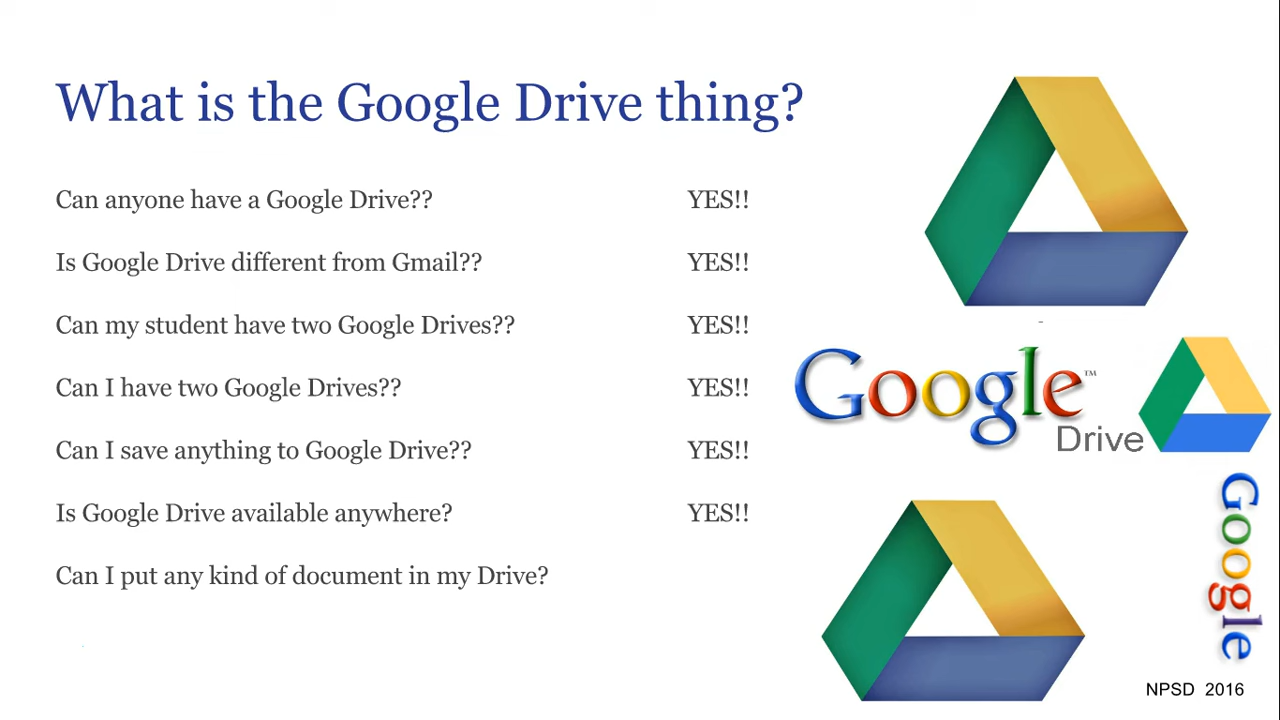 What is the Google Drive thing?
Can anyone have a Google Drive?? YES!!
Is Google Drive different from Gmail?? YES!!
Can my student have two Google Drives?? YES!!
Can I have two Google Drives?? YES!!
Can I save anything to Google Drive?? YES!!
Is Google Drive available anywhere? YES!!
Can I put any kind of document in my Drive?
Google™
Drive
Google
NPSD 2016